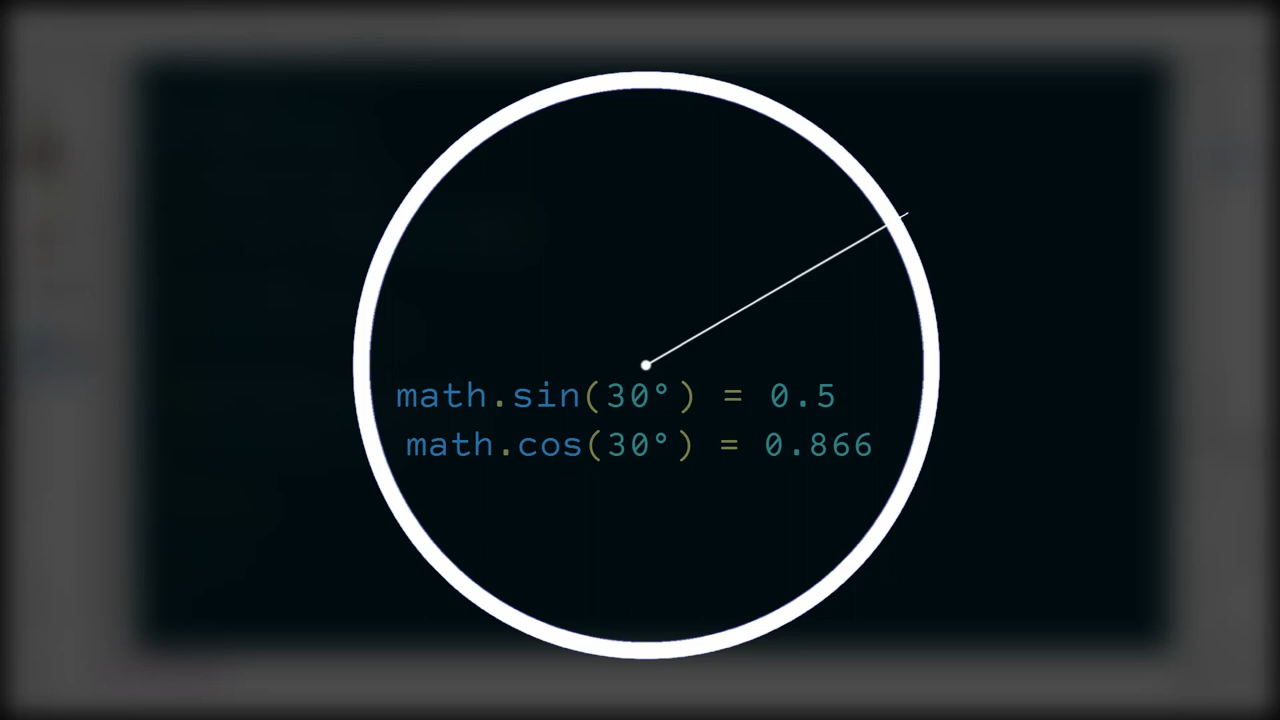 math.sin(30°) = 0.5
math.cos(30°) = 0.866